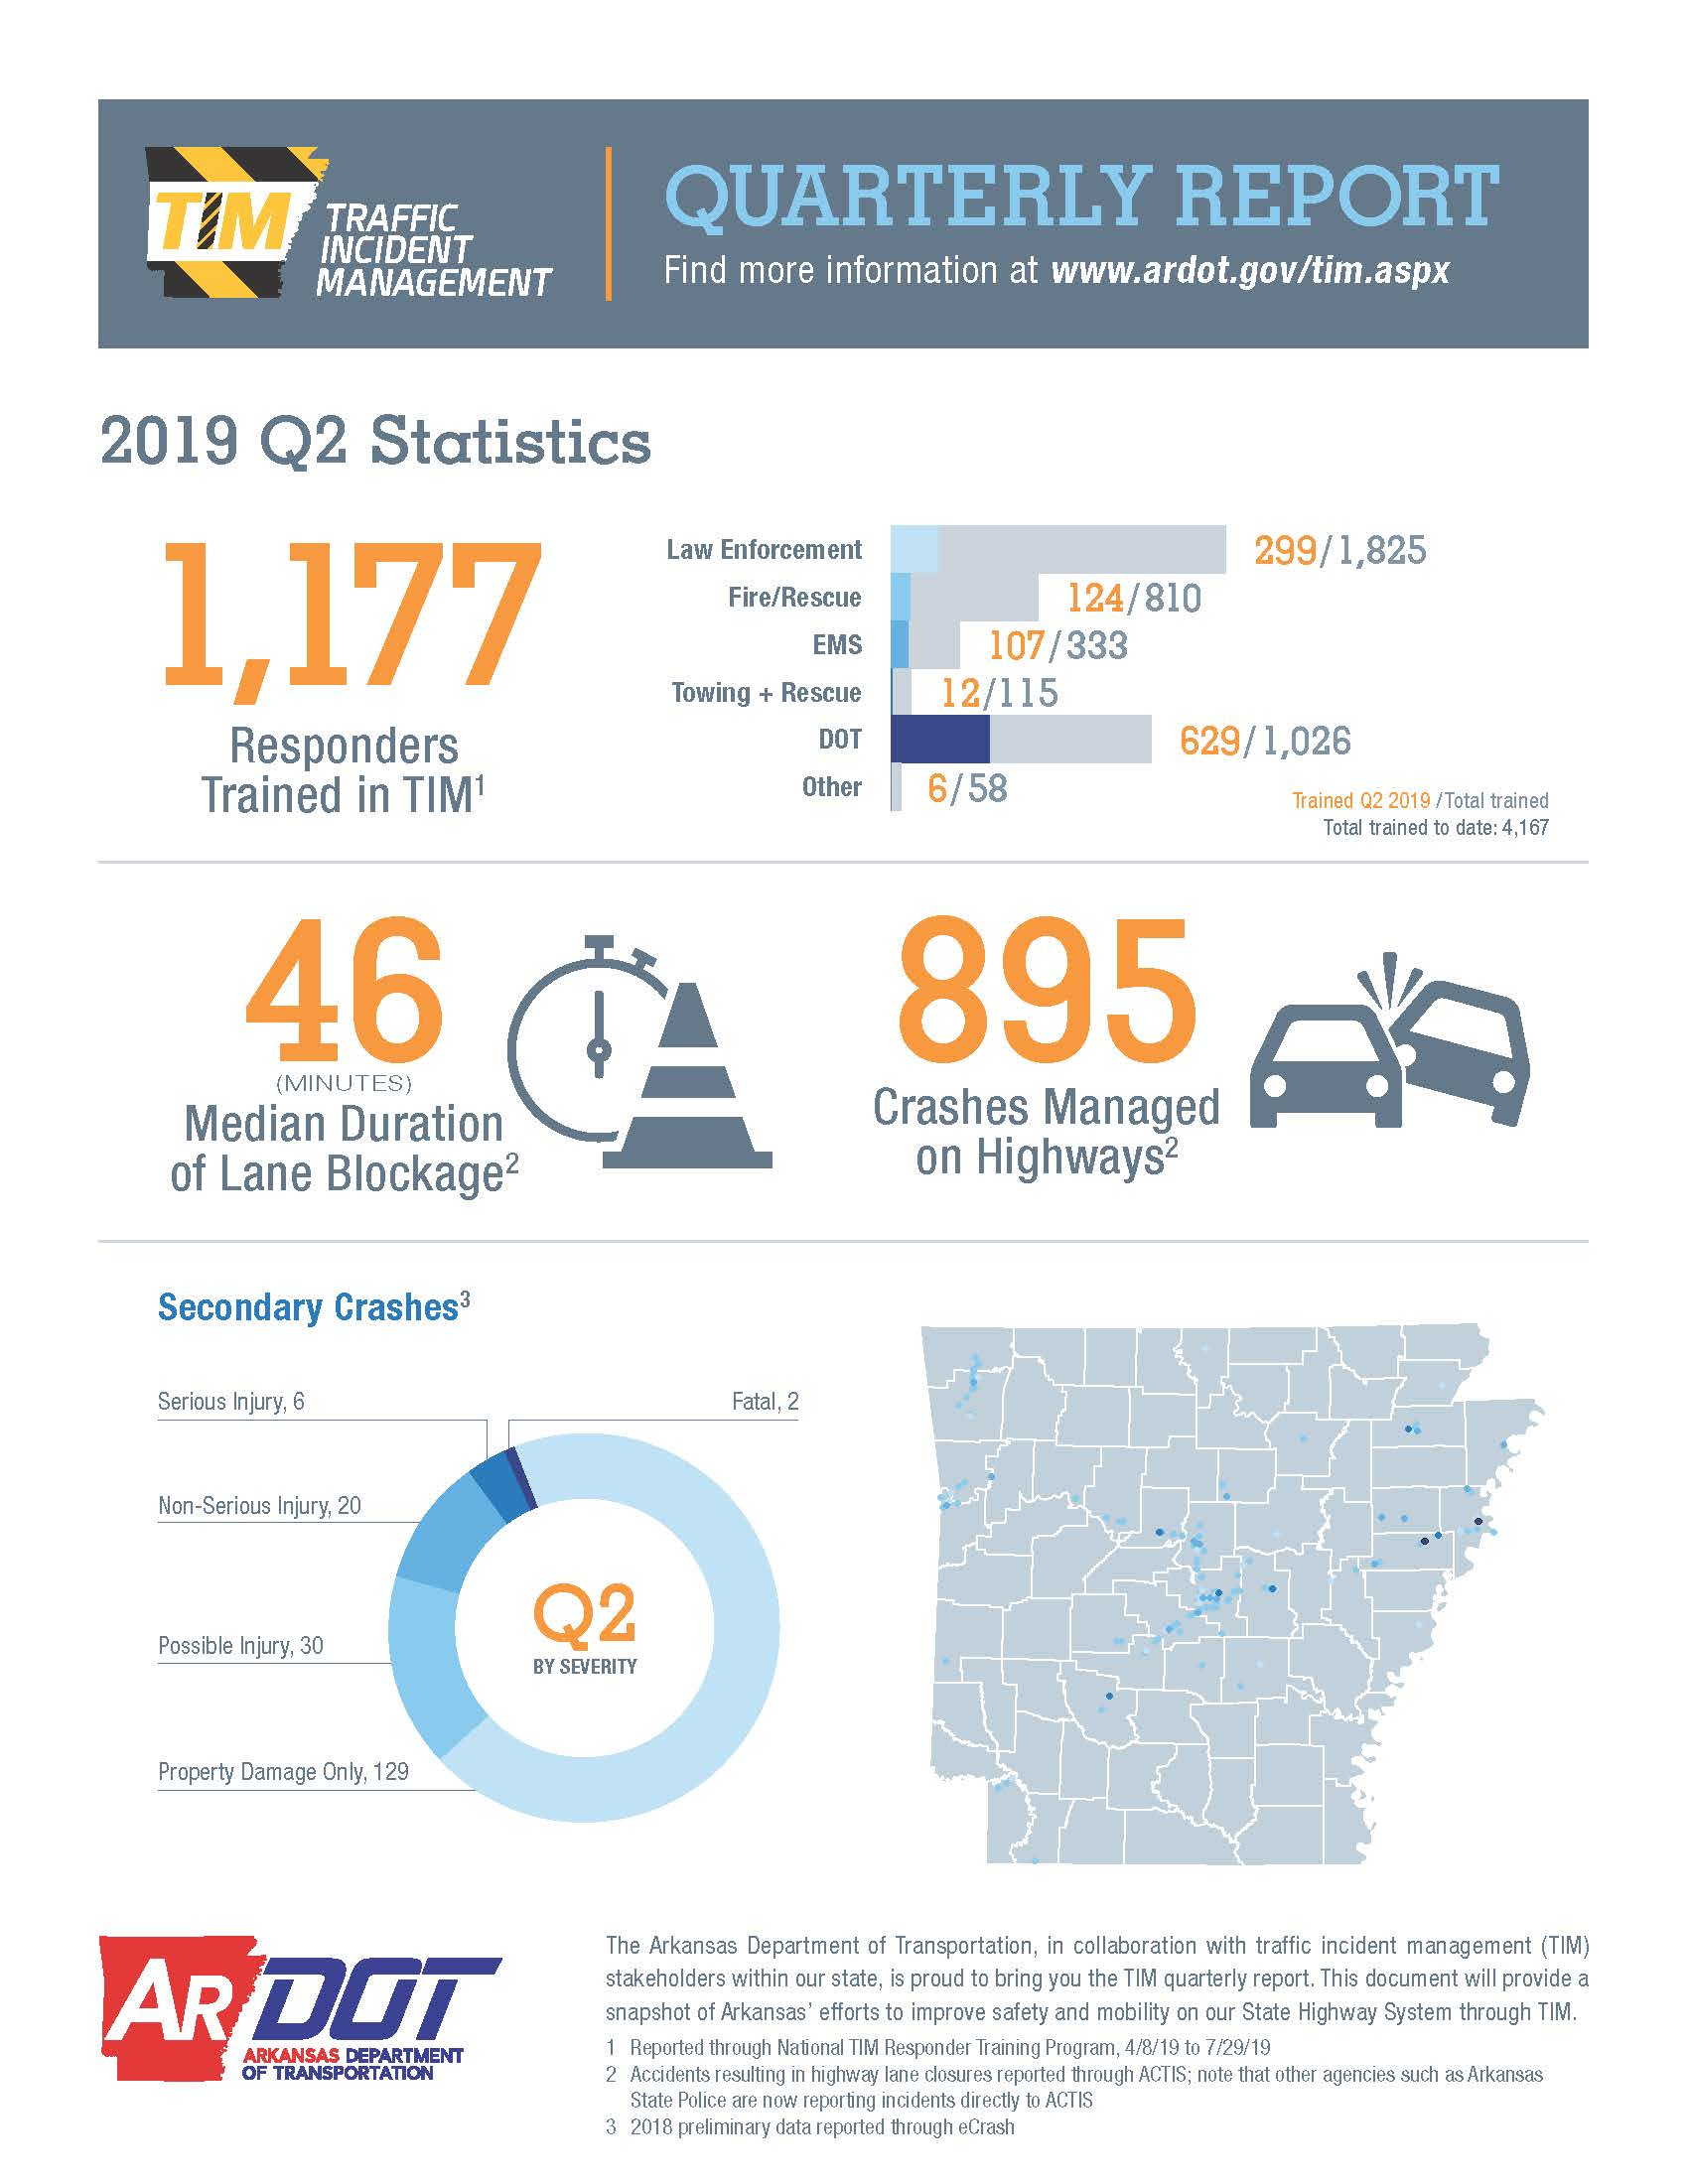 TIM TRAFFIC
INCIDENT
MANAGEMENT
QUARTERLY REPORT
Find more information at www.ardot.gov/tim.aspx
2019 Q2 Statistics
1,177
Responders
Trained in TIM¹
Law Enforcement 299/1,825
Fire/Rescue 124/810
EMS 107/333
Towing + Rescue 12/115
DOT 629/1,026
Other 6/58
Trained Q2 2019 / Total trained
Total trained to date: 4,167
46
(MINUTES)
Median Duration
of Lane Blockage²
895
Crashes Managed
on Highways²
Secondary Crashes³
Serious Injury, 6
Fatal, 2
Non-Serious Injury, 20
Possible Injury, 30
Property Damage Only, 129
Q2
BY SEVERITY
ARDOT
ARKANSAS DEPARTMENT
OF TRANSPORTATION
The Arkansas Department of Transportation, in collaboration with traffic incident management (TIM)
stakeholders within our state, is proud to bring you the TIM quarterly report. This document will provide a
snapshot of Arkansas' efforts to improve safety and mobility on our State Highway System through TIM.
1 Reported through National TIM Responder Training Program, 4/8/19 to 7/29/19
2 Accidents resulting in highway lane closures reported through ACTIS; note that other agencies such as Arkansas
State Police are now reporting incidents directly to ACTIS
3 2018 preliminary data reported through eCrash